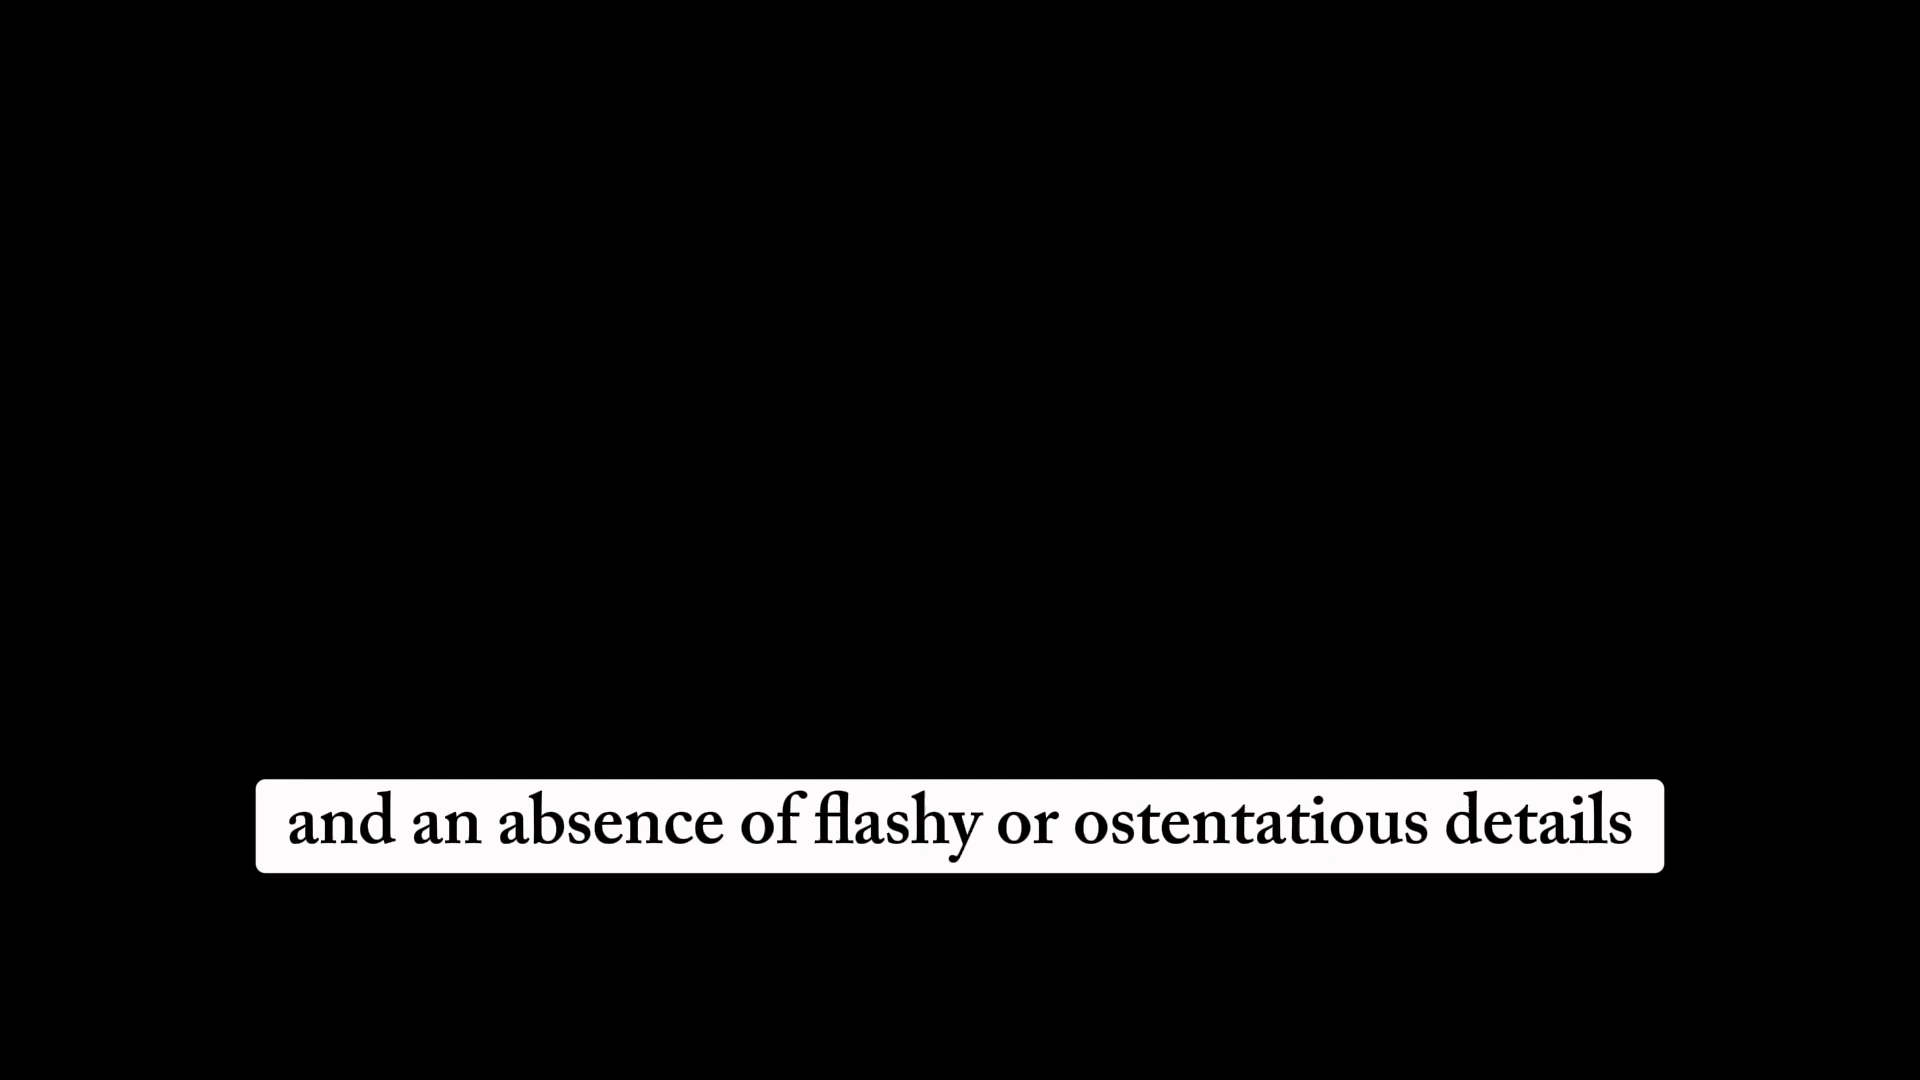 and an absence of flashy or ostentatious details